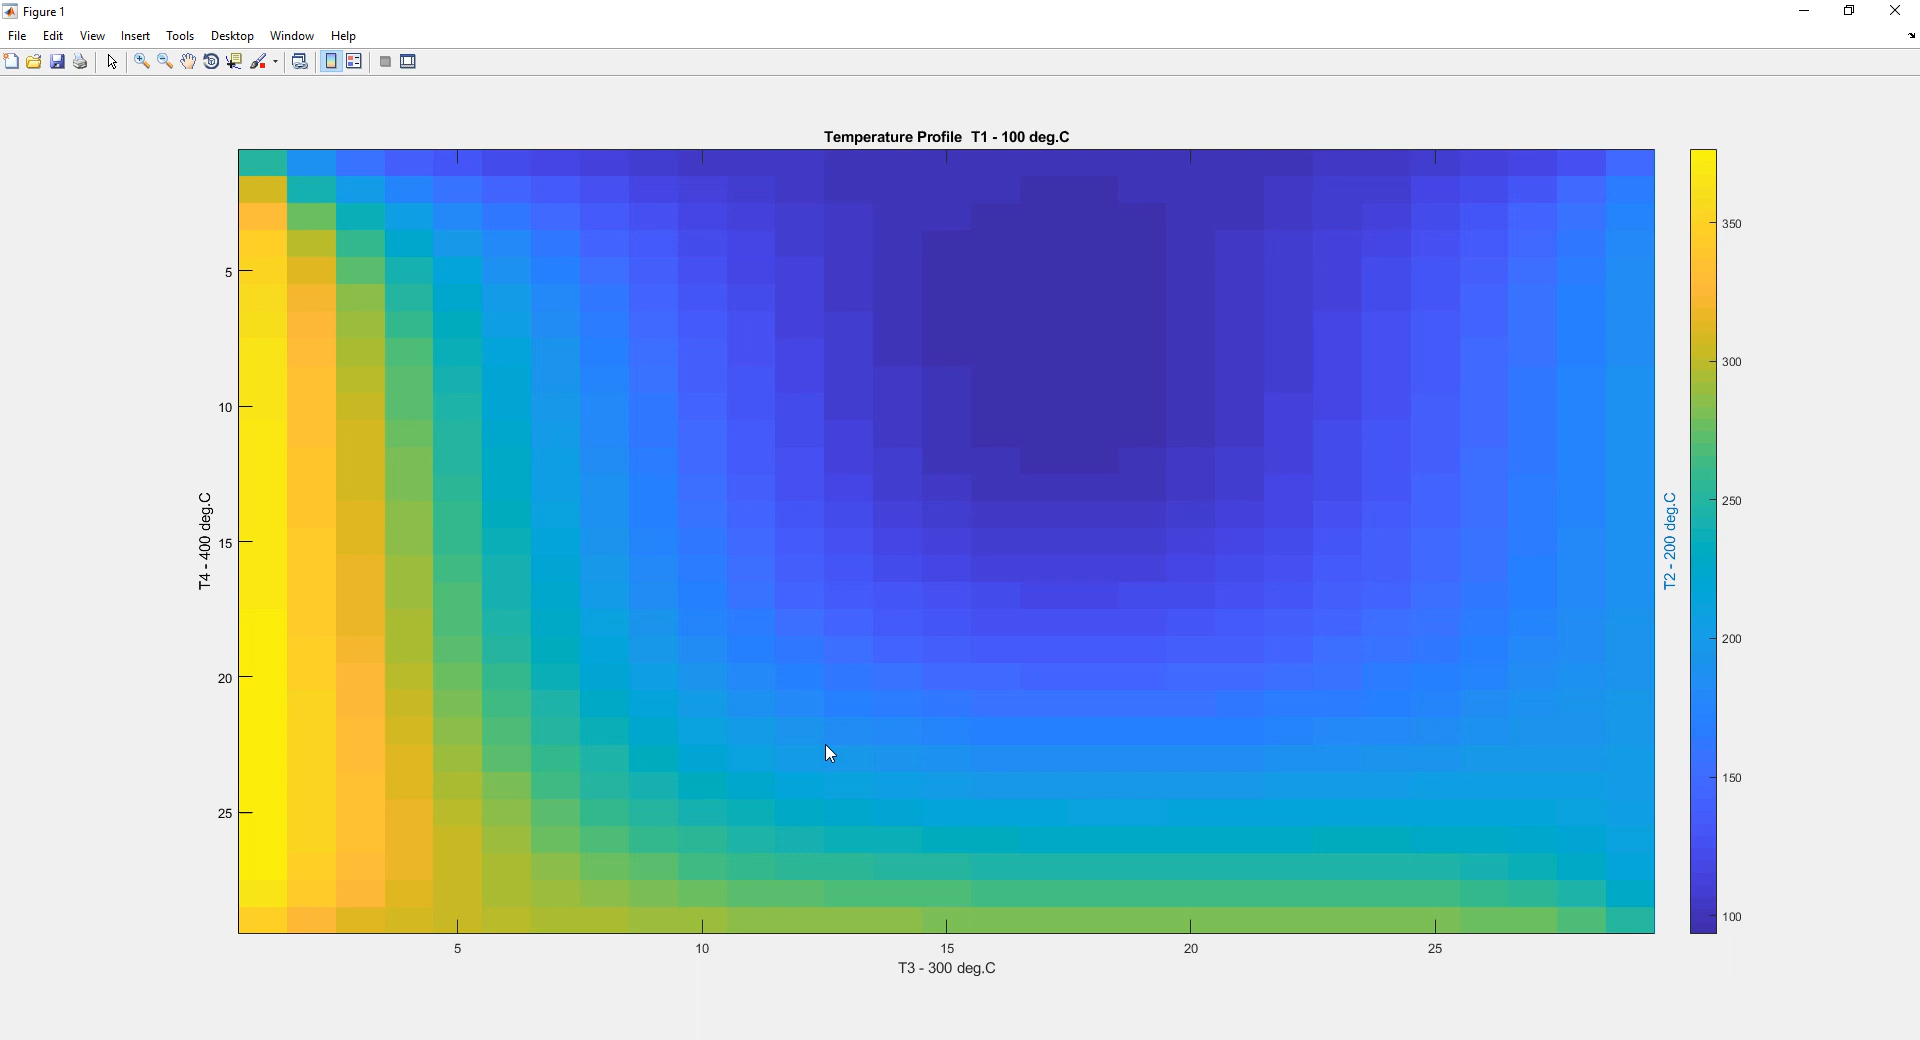 Figure 1
File Edit View Insert Tools Desktop Window Help
Temperature Profile T1 - 100 deg.C
5
10
15
20
25
T4 - 400 deg.C
5 10 15 20 25
T3 - 300 deg.C
T2 - 200 deg.C
350
300
250
200
150
100